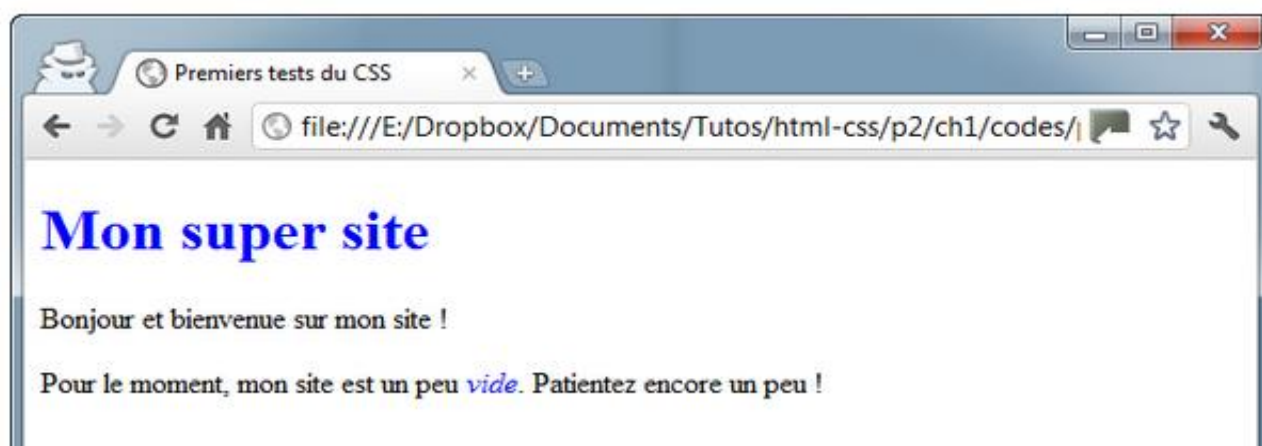 Premiers tests du CSS
file:///E:/Dropbox/Documents/Tutos/html-css/p2/ch1/codes/
Mon super site
Bonjour et bienvenue sur mon site !
Pour le moment, mon site est un peu vide. Patientez encore un peu !